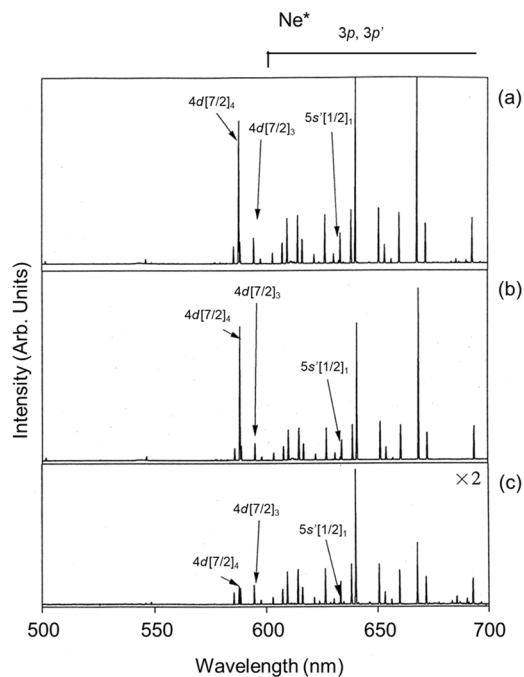 Ne*
3p, 3p′
(a)
4d[7/2]₄
4d[7/2]₃
5s′[1/2]₁
(b)
4d[7/2]₃
4d[7/2]₄
5s′[1/2]₁
(c)
×2
4d[7/2]₃
5s′[1/2]₁
4d[7/2]₄
Intensity (Arb. Units)
500 550 600 650 700
Wavelength (nm)